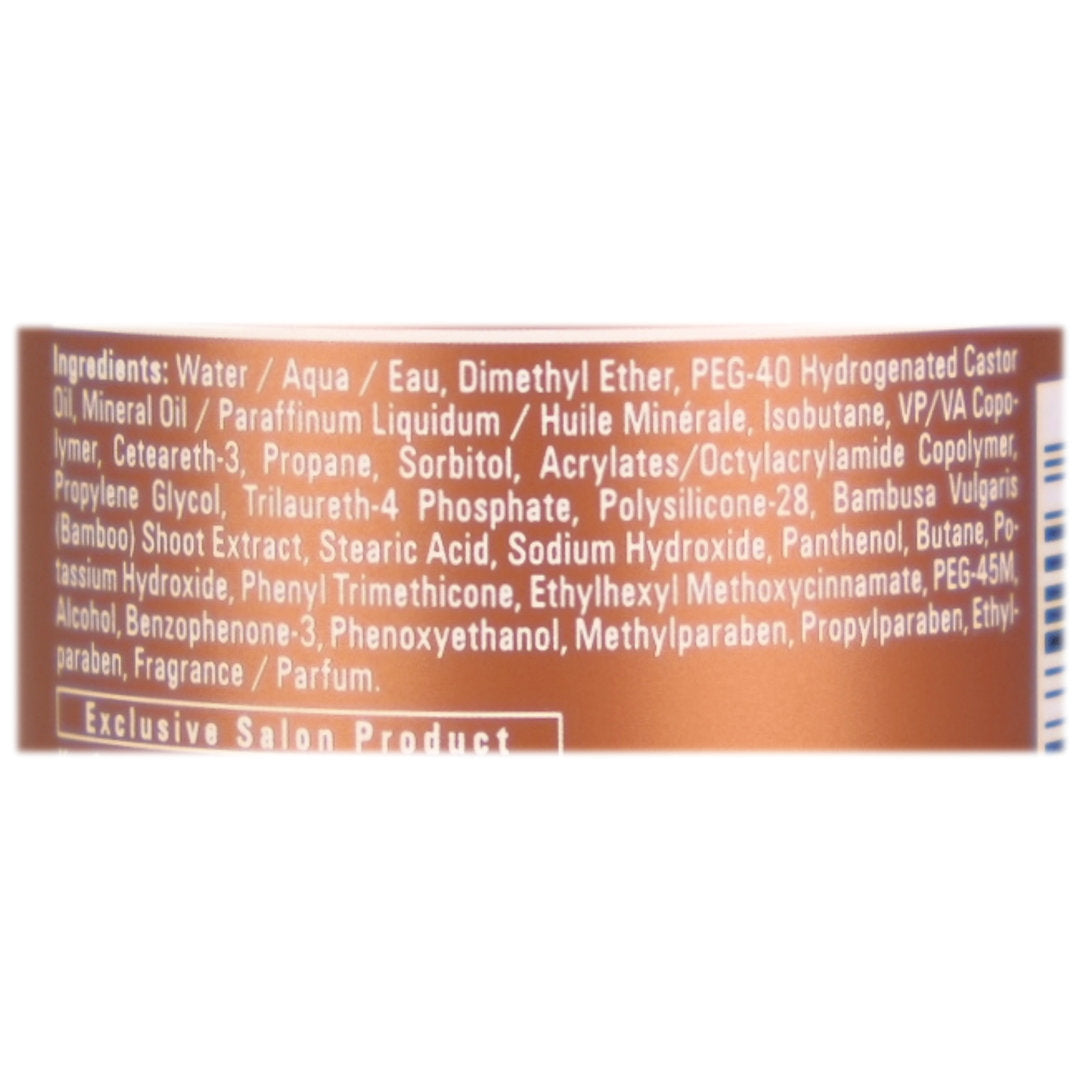 Ingredients: Water / Aqua / Eau, Dimethyl Ether, PEG-40 Hydrogenated Castor
Oil, Mineral Oil / Paraffinum Liquidum / Huile Minérale, Isobutane, VP/VA Copo-
lymer, Ceteareth-3, Propane, Sorbitol, Acrylates/Octylacrylamide Copolymer,
Propylene Glycol, Trilaureth-4 Phosphate, Polysilicone-28, Bambusa Vulgaris
(Bamboo) Shoot Extract, Stearic Acid, Sodium Hydroxide, Panthenol, Butane, Po-
tassium Hydroxide, Phenyl Trimethicone, Ethylhexyl Methoxycinnamate, PEG-45M,
Alcohol, Benzophenone-3, Phenoxyethanol, Methylparaben, Propylparaben, Ethyl-
paraben, Fragrance / Parfum.
Exclusive Salon Product